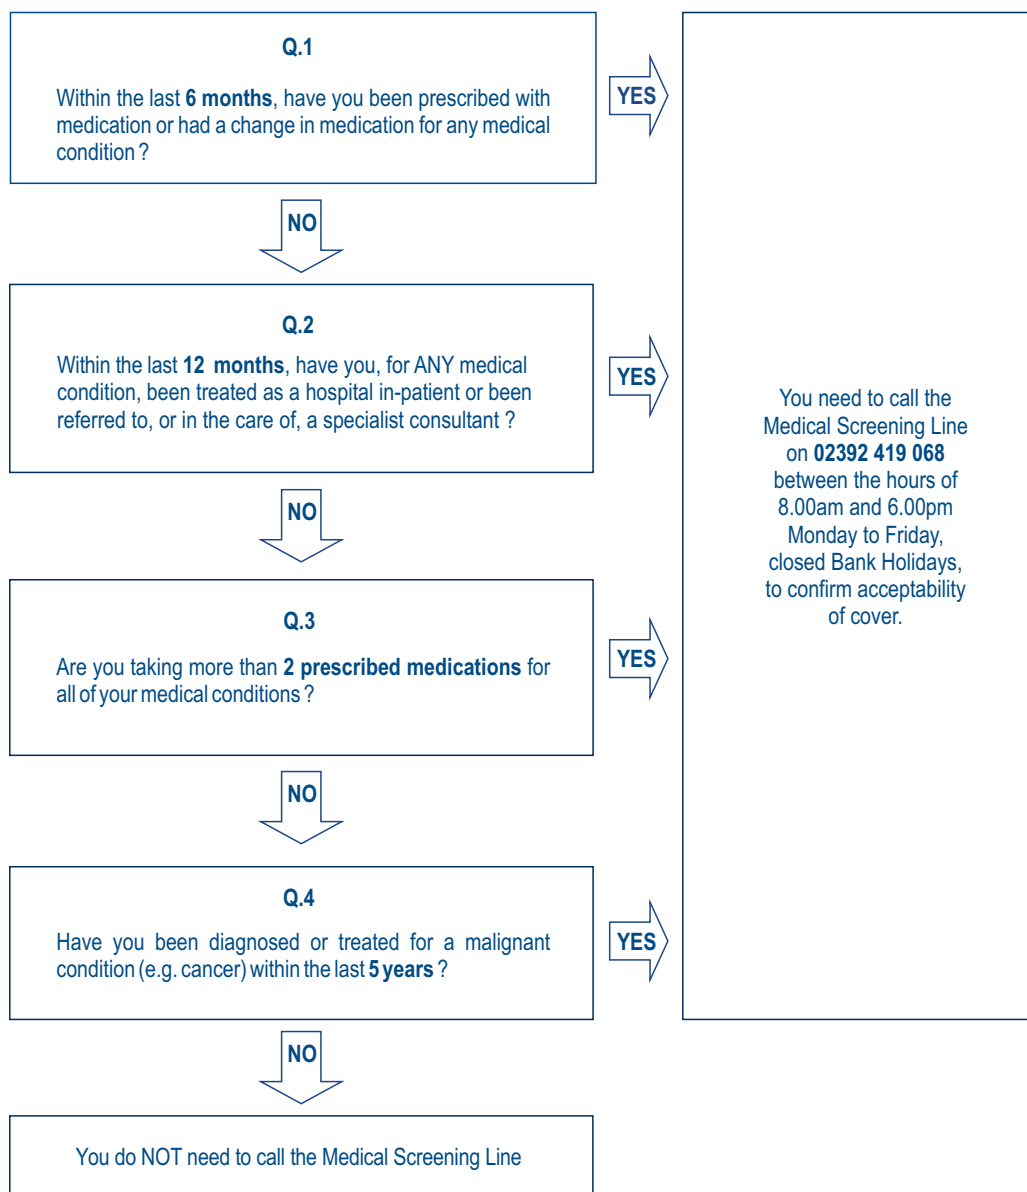 Q.1
Within the last 6 months, have you been prescribed with
medication or had a change in medication for any medical
condition ?
YES
NO
Q.2
Within the last 12 months, have you, for ANY medical
condition, been treated as a hospital in-patient or been
referred to, or in the care of, a specialist consultant ?
YES
NO
Q.3
Are you taking more than 2 prescribed medications for
all of your medical conditions ?
YES
NO
Q.4
Have you been diagnosed or treated for a malignant
condition (e.g. cancer) within the last 5 years ?
YES
NO
You do NOT need to call the Medical Screening Line
You need to call the
Medical Screening Line
on 02392 419 068
between the hours of
8.00am and 6.00pm
Monday to Friday,
closed Bank Holidays,
to confirm acceptability
of cover.